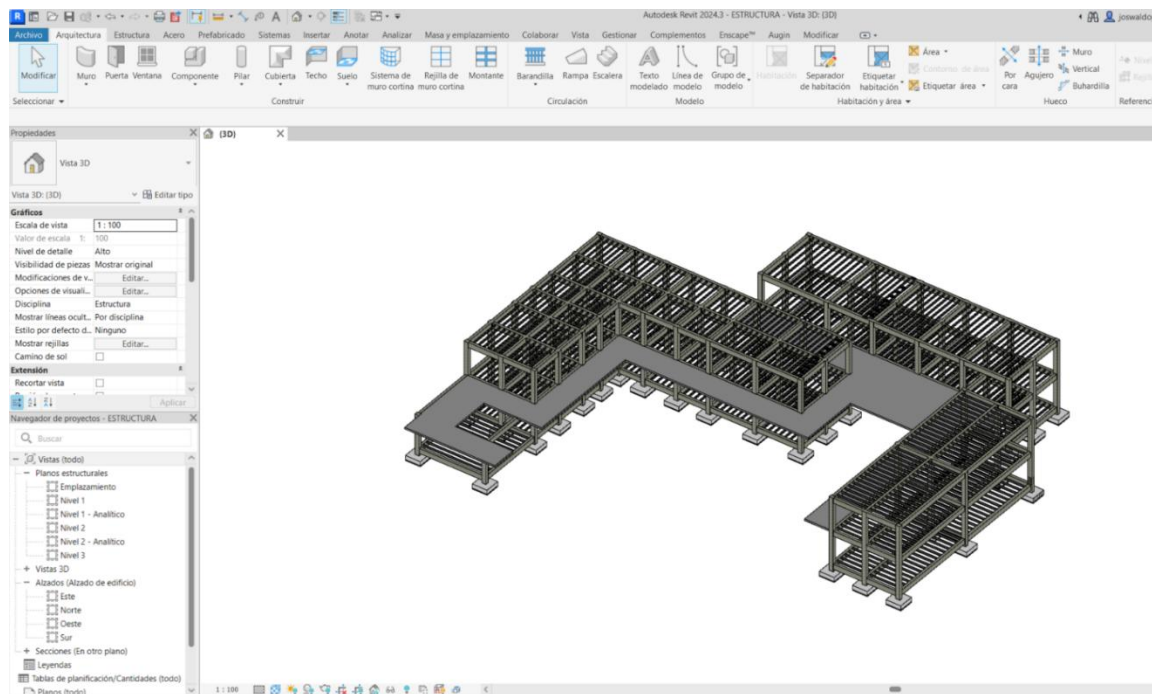 Autodesk Revit 2024.3 - ESTRUCTURA - Vista 3D: {3D}
joswaldo
Archivo Arquitectura Estructura Acero Prefabricado Sistemas Insertar Anotar Analizar Masa y emplazamiento Colaborar Vista Gestionar Complementos Enscape™ Augin Modificar
Modificar
Muro Puerta Ventana Componente Pilar Cubierta Techo Suelo Sistema de muro cortina Rejilla de muro cortina Montante
Barandilla Rampa Escalera
Texto modelado Línea de modelo Grupo de modelo
Habitación Separador de habitación Etiquetar habitación
Área
Contorno de área
Etiquetar área
Por cara Agujero
Muro
Vertical
Buhardilla
Seleccionar Construir Circulación Modelo Habitación y área Hueco
Propiedades
{3D}
Vista 3D
Vista 3D: {3D} Editar tipo
Gráficos
Escala de vista 1 : 100
Valor de escala 1: 100
Nivel de detalle Alto
Visibilidad de piezas Mostrar original
Modificaciones de v... Editar...
Opciones de visuali... Editar...
Disciplina Estructura
Mostrar líneas ocult... Por disciplina
Estilo por defecto d... Ninguno
Mostrar rejillas Editar...
Camino de sol
Extensión
Recortar vista
Aplicar
Navegador de proyectos - ESTRUCTURA
Buscar
Vistas (todo)
Planos estructurales
Emplazamiento
Nivel 1
Nivel 1 - Analítico
Nivel 2
Nivel 2 - Analítico
Nivel 3
Vistas 3D
Alzados (Alzado de edificio)
Este
Norte
Oeste
Sur
Secciones (En otro plano)
Leyendas
Tablas de planificación/Cantidades (todo)
Planos (todo)
1 : 100